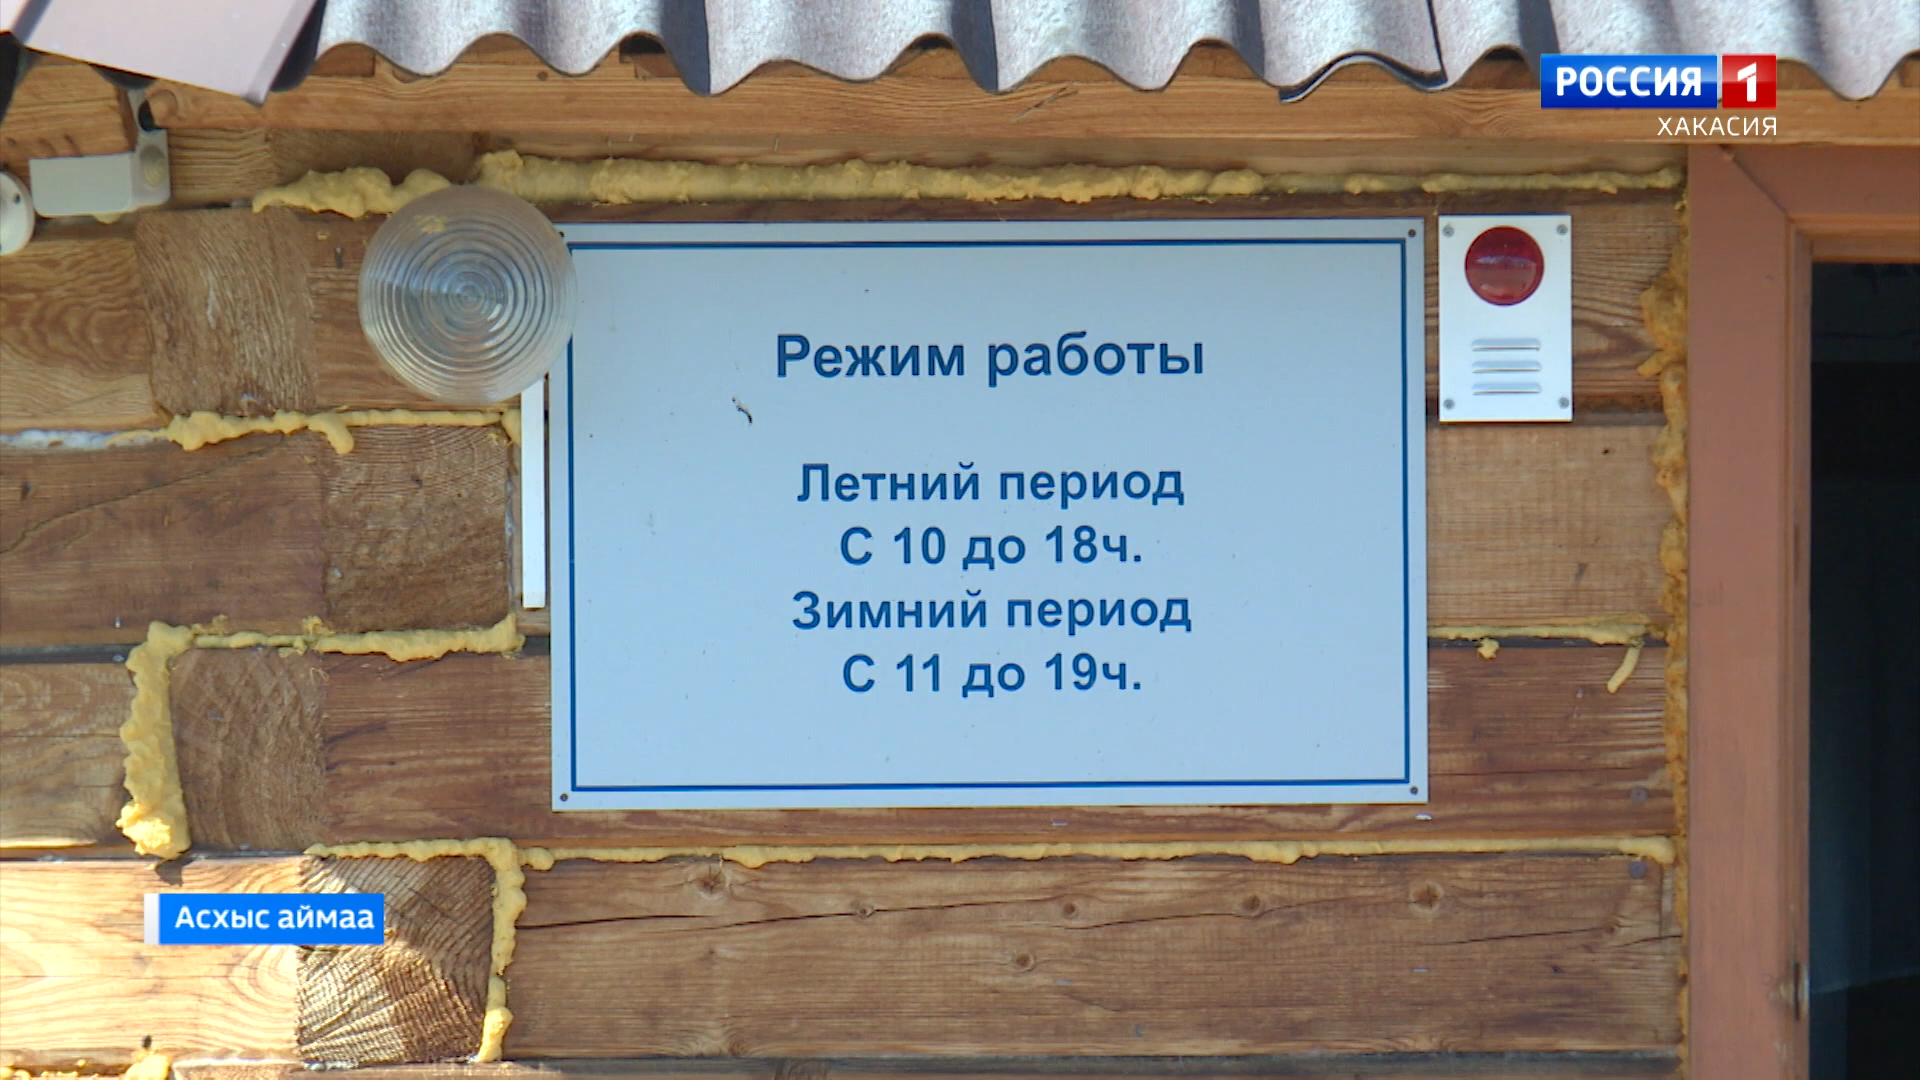 РОССИЯ 1
ХАКАСИЯ
Режим работы
Летний период
С 10 до 18ч.
Зимний период
С 11 до 19ч.
Асхыс аймаа